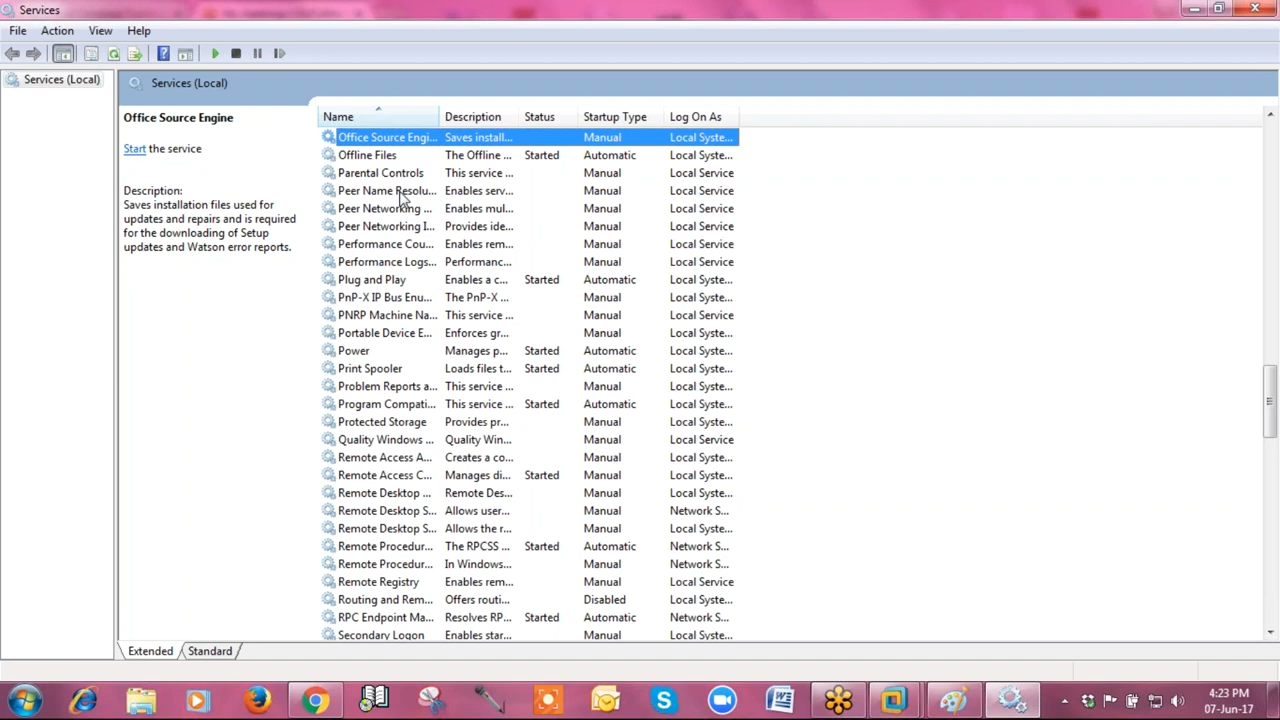 Services
File Action View Help
Services (Local)
Services (Local)
Office Source Engine
Start the service
Description:
Saves installation files used for
updates and repairs and is required
for the downloading of Setup
updates and Watson error reports.
Name Description Status Startup Type Log On As
Office Source Engi... Saves install... Manual Local Syste...
Offline Files The Offline ... Started Automatic Local Syste...
Parental Controls This service ... Manual Local Service
Peer Name Resolu... Enables serv... Manual Local Service
Peer Networking ... Enables mul... Manual Local Service
Peer Networking I... Provides ide... Manual Local Service
Performance Cou... Enables rem... Manual Local Service
Performance Logs... Performanc... Manual Local Service
Plug and Play Enables a c... Started Automatic Local Syste...
PnP-X IP Bus Enu... The PnP-X ... Manual Local Syste...
PNRP Machine Na... This service ... Manual Local Service
Portable Device E... Enforces gr... Manual Local Syste...
Power Manages p... Started Automatic Local Syste...
Print Spooler Loads files t... Started Automatic Local Syste...
Problem Reports a... This service ... Manual Local Syste...
Program Compati... This service ... Started Automatic Local Syste...
Protected Storage Provides pr... Manual Local Syste...
Quality Windows ... Quality Win... Manual Local Service
Remote Access A... Creates a co... Manual Local Syste...
Remote Access C... Manages di... Started Manual Local Syste...
Remote Desktop ... Remote Des... Manual Local Syste...
Remote Desktop S... Allows user... Manual Network S...
Remote Desktop S... Allows the r... Manual Local Syste...
Remote Procedur... The RPCSS ... Started Automatic Network S...
Remote Procedur... In Windows... Manual Network S...
Remote Registry Enables rem... Manual Local Service
Routing and Rem... Offers routi... Disabled Local Syste...
RPC Endpoint Ma... Resolves RP... Started Automatic Network S...
Secondary Logon Enables star... Manual Local Syste...
Extended Standard
4:23 PM
07-Jun-17